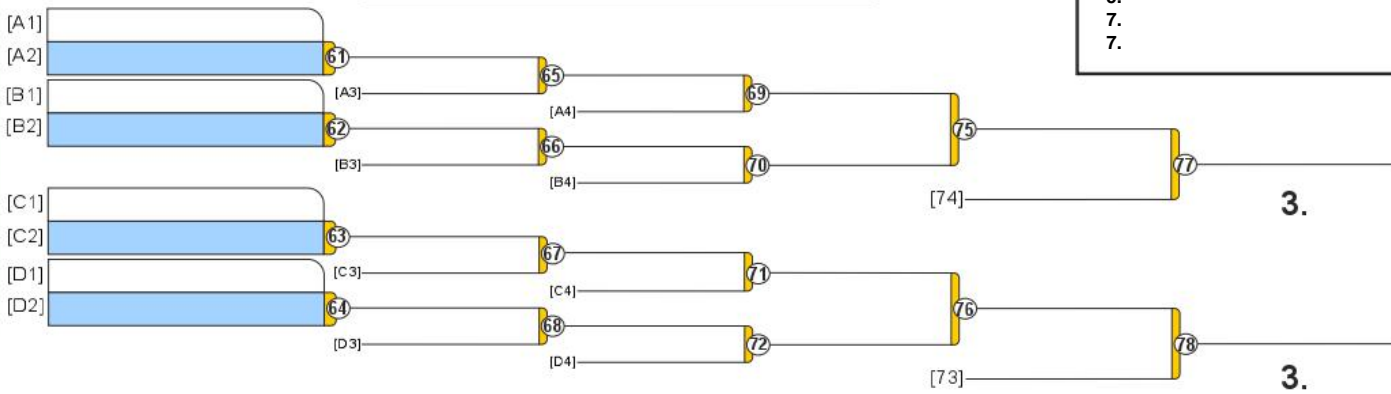 7.
7.
[A1]
[A2]
61
[A3]
65
[A4]
69
[B1]
[B2]
62
[B3]
66
[B4]
70
75
[74]
77
3.
[C1]
[C2]
63
[C3]
67
[C4]
71
[D1]
[D2]
64
[D3]
68
[D4]
72
76
[73]
78
3.